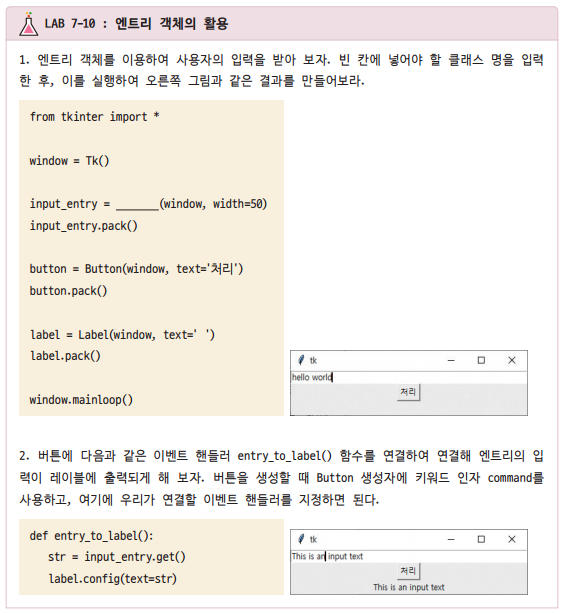 LAB 7-10 : 엔트리 객체의 활용
1. 엔트리 객체를 이용하여 사용자의 입력을 받아 보자. 빈 칸에 넣어야 할 클래스 명을 입력
한 후, 이를 실행하여 오른쪽 그림과 같은 결과를 만들어보라.
from tkinter import *
window = Tk()
input_entry = _______(window, width=50)
input_entry.pack()
button = Button(window, text='처리')
button.pack()
label = Label(window, text=' ')
label.pack()
window.mainloop()
tk
hello world
처리
2. 버튼에 다음과 같은 이벤트 핸들러 entry_to_label() 함수를 연결하여 연결해 엔트리의 입
력이 레이블에 출력되게 해 보자. 버튼을 생성할 때 Button 생성자에 키워드 인자 command를
사용하고, 여기에 우리가 연결할 이벤트 핸들러를 지정하면 된다.
def entry_to_label():
str = input_entry.get()
label.config(text=str)
tk
This is an input text
처리
This is an input text